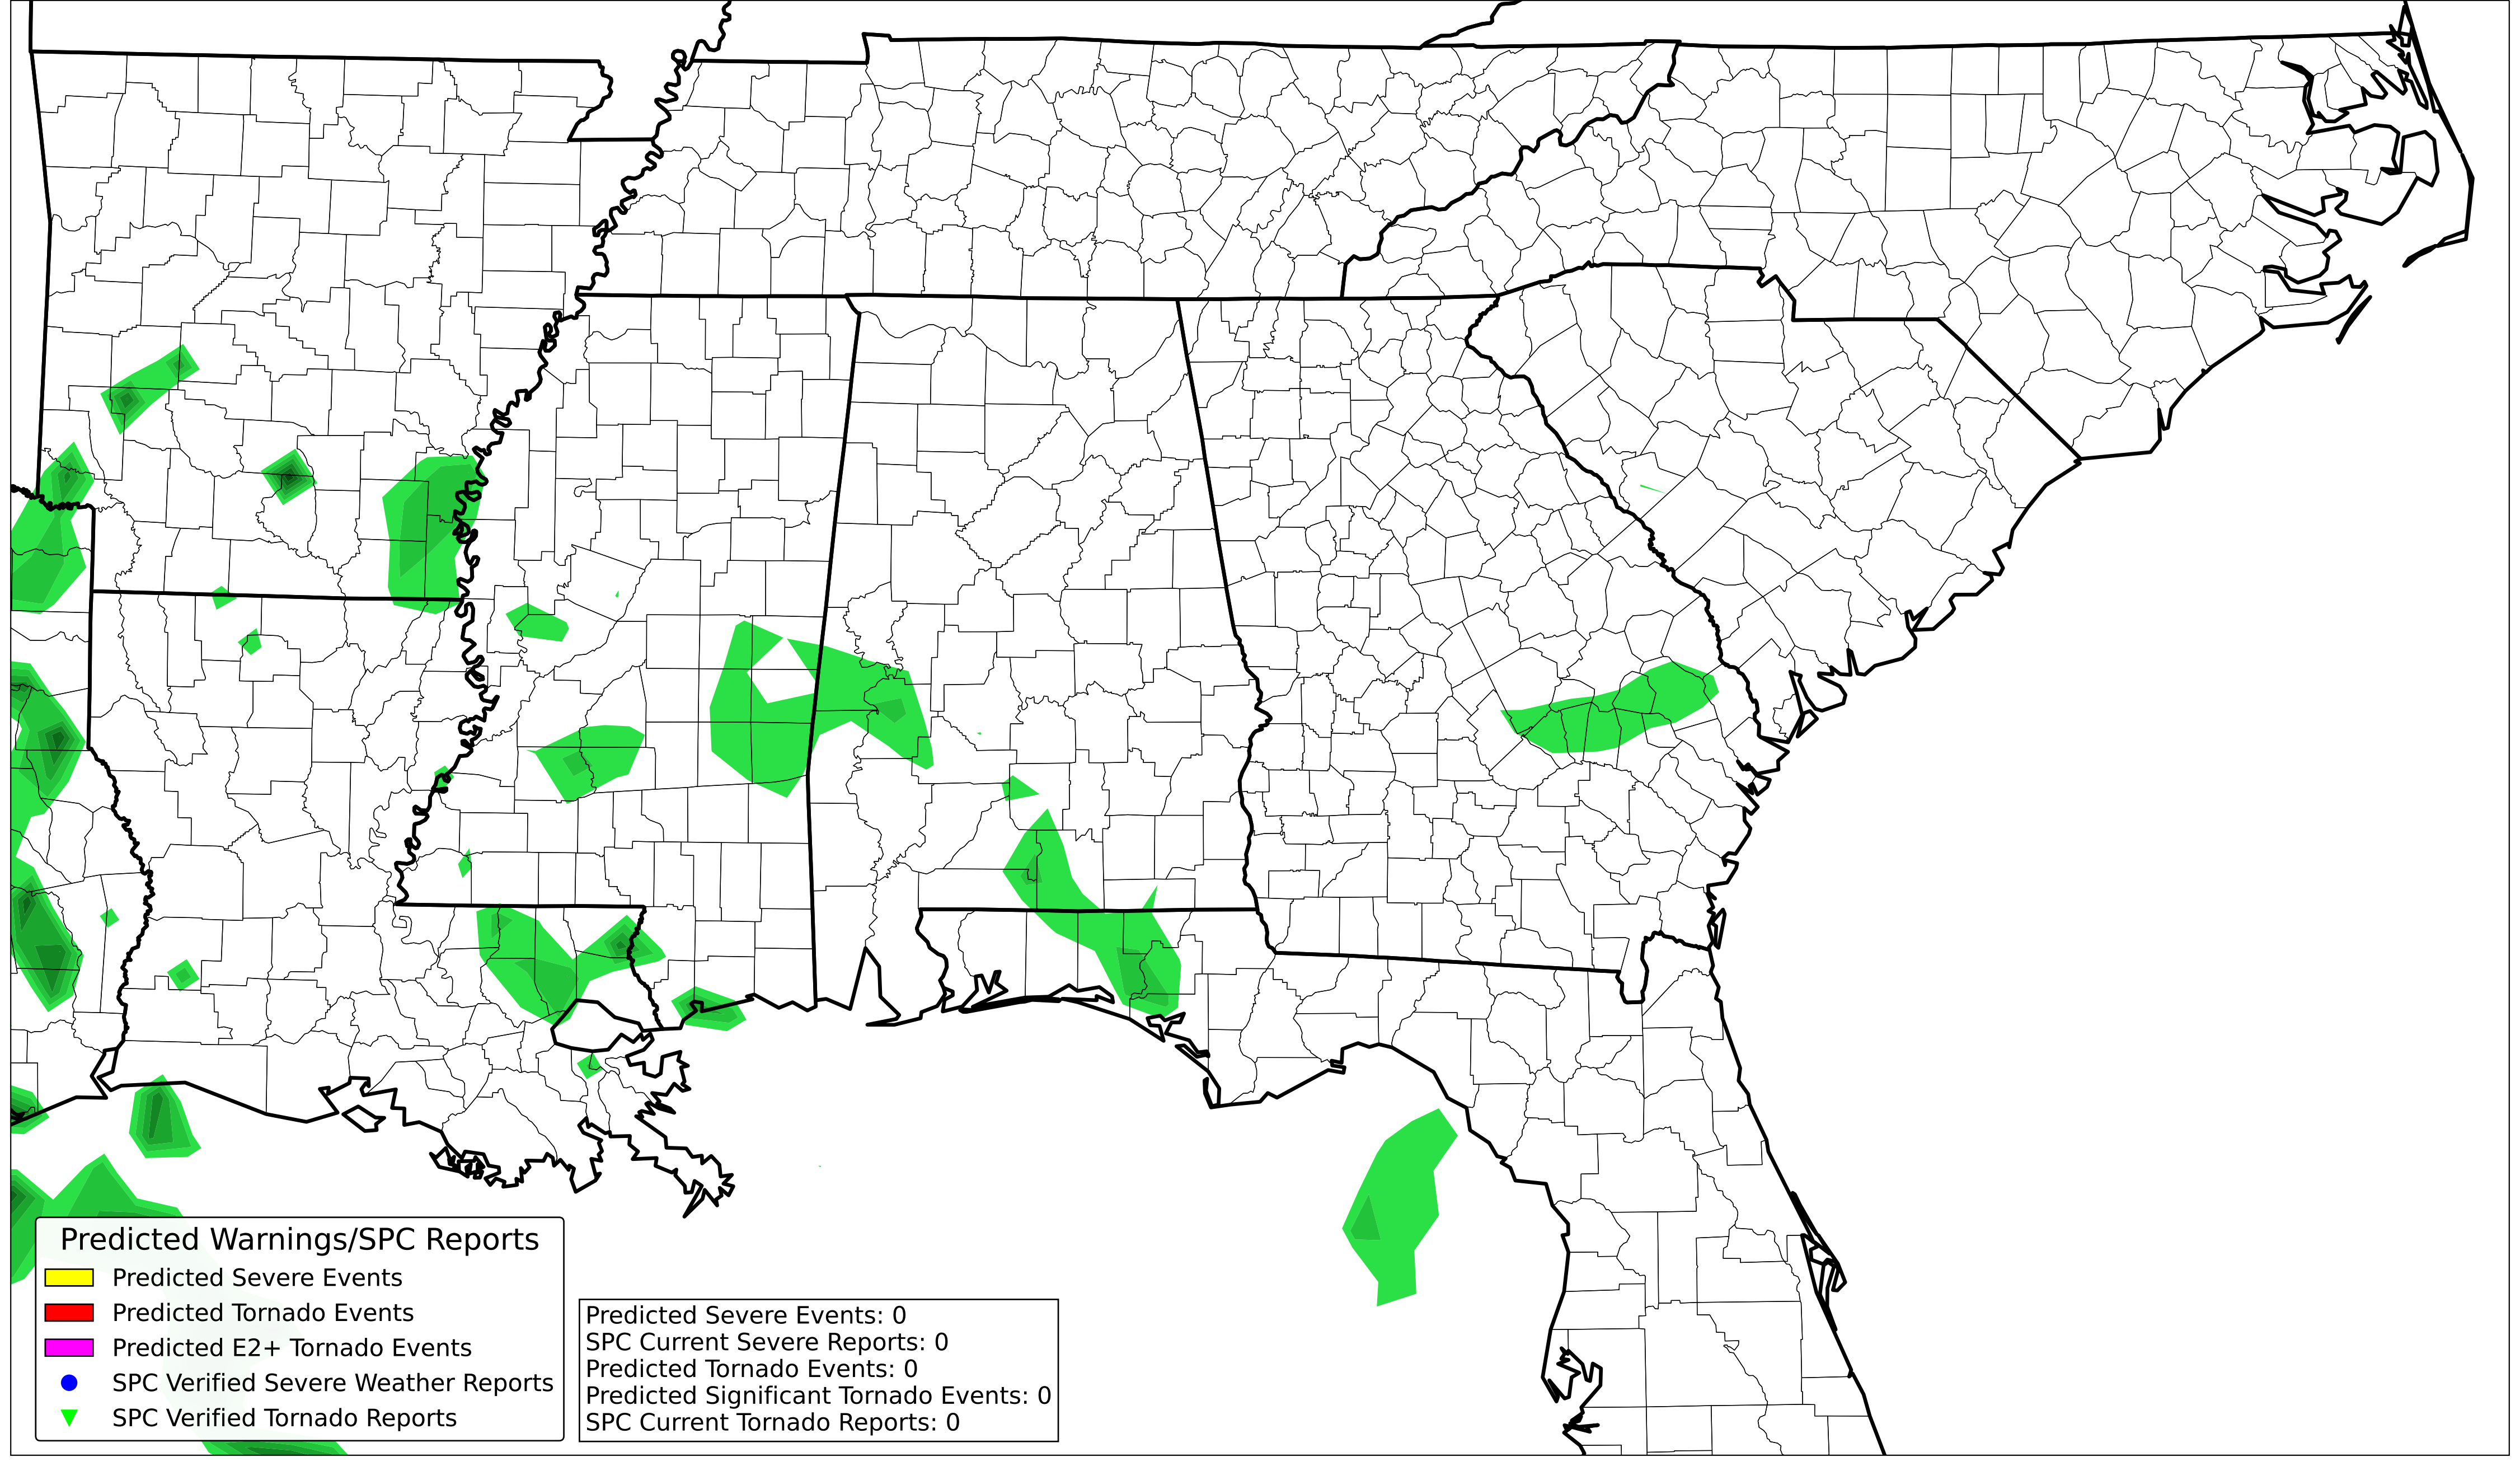 Predicted Warnings/SPC Reports
Predicted Severe Events
Predicted Tornado Events
Predicted E2+ Tornado Events
SPC Verified Severe Weather Reports
SPC Verified Tornado Reports
Predicted Severe Events: 0
SPC Current Severe Reports: 0
Predicted Tornado Events: 0
Predicted Significant Tornado Events: 0
SPC Current Tornado Reports: 0